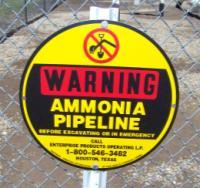 WARNING
AMMONIA
PIPELINE
BEFORE EXCAVATING OR IN EMERGENCY
CALL
ENTERPRISE PRODUCTS OPERATING L.P.
1-800-546-3482
HOUSTON, TEXAS